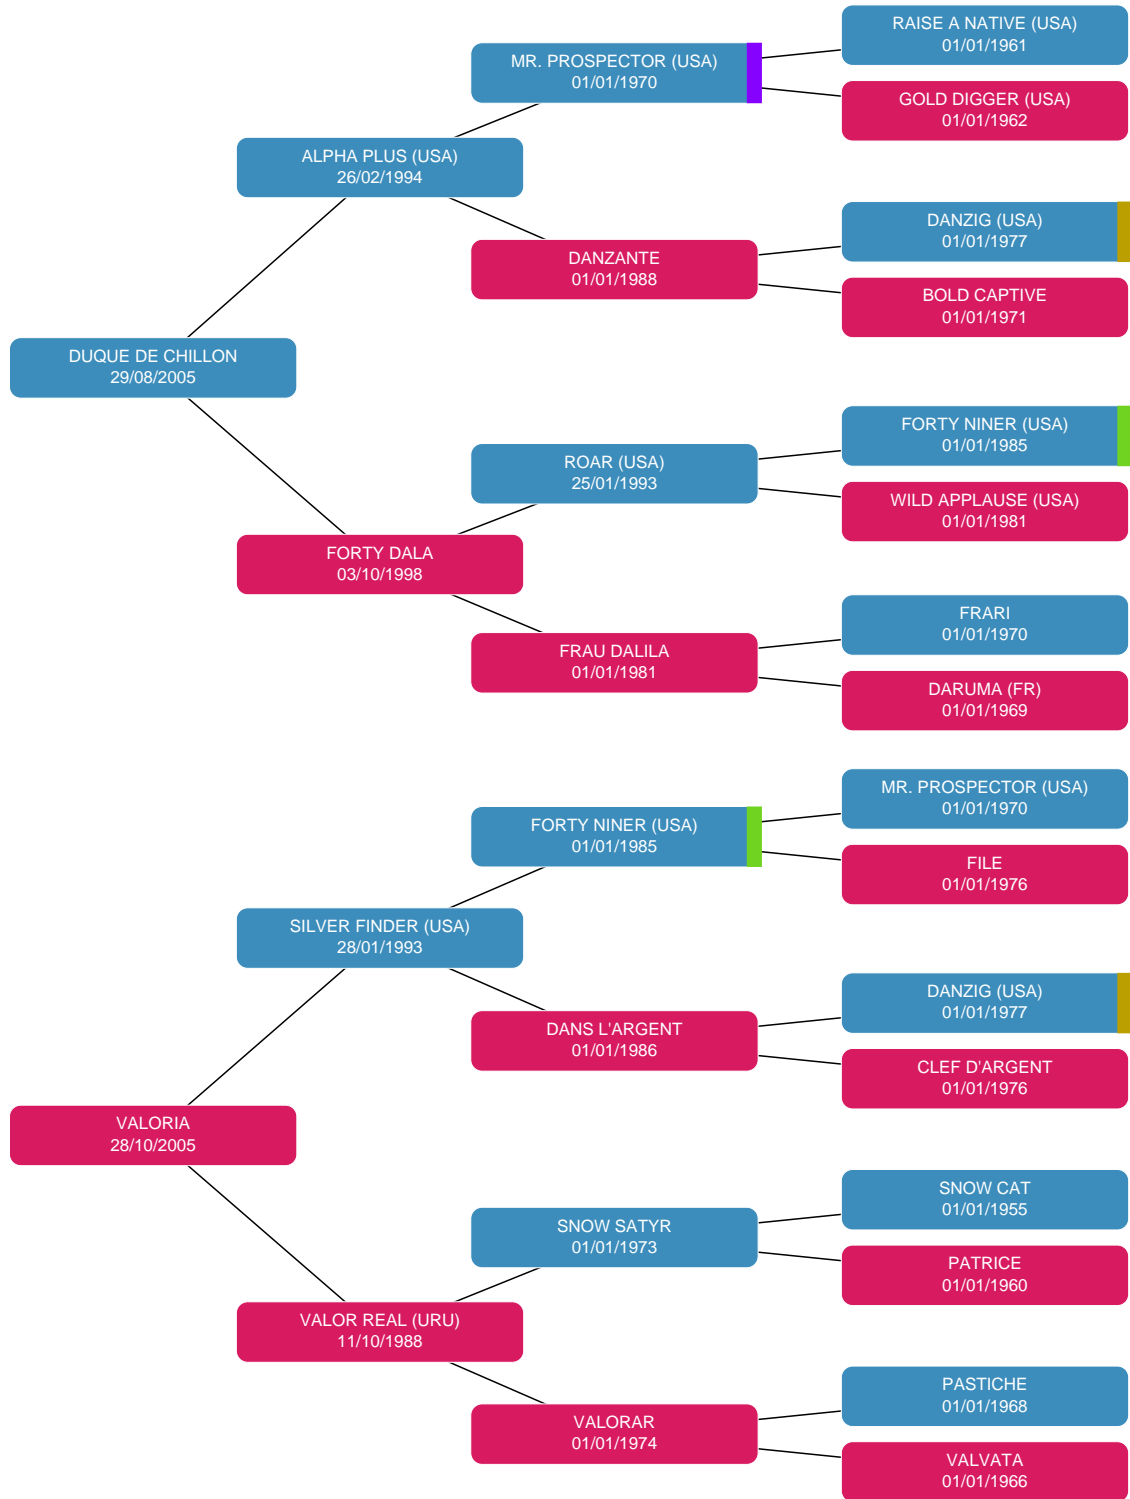 RAISE A NATIVE (USA)
01/01/1961
MR. PROSPECTOR (USA)
01/01/1970
GOLD DIGGER (USA)
01/01/1962
ALPHA PLUS (USA)
26/02/1994
DANZIG (USA)
01/01/1977
DANZANTE
01/01/1988
BOLD CAPTIVE
01/01/1971
DUQUE DE CHILLON
29/08/2005
FORTY NINER (USA)
01/01/1985
ROAR (USA)
25/01/1993
WILD APPLAUSE (USA)
01/01/1981
FORTY DALA
03/10/1998
FRARI
01/01/1970
FRAU DALILA
01/01/1981
DARUMA (FR)
01/01/1969
MR. PROSPECTOR (USA)
01/01/1970
FORTY NINER (USA)
01/01/1985
FILE
01/01/1976
SILVER FINDER (USA)
28/01/1993
DANZIG (USA)
01/01/1977
DANS L'ARGENT
01/01/1986
CLEF D'ARGENT
01/01/1976
VALORIA
28/10/2005
SNOW CAT
01/01/1955
SNOW SATYR
01/01/1973
PATRICE
01/01/1960
VALOR REAL (URU)
11/10/1988
PASTICHE
01/01/1968
VALORAR
01/01/1974
VALVATA
01/01/1966